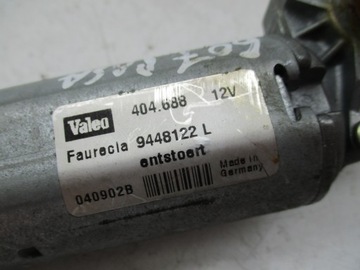 Valeo 404.688 12V
Faurecia 9448122 L
entstoert
040902B
Made in
Germany